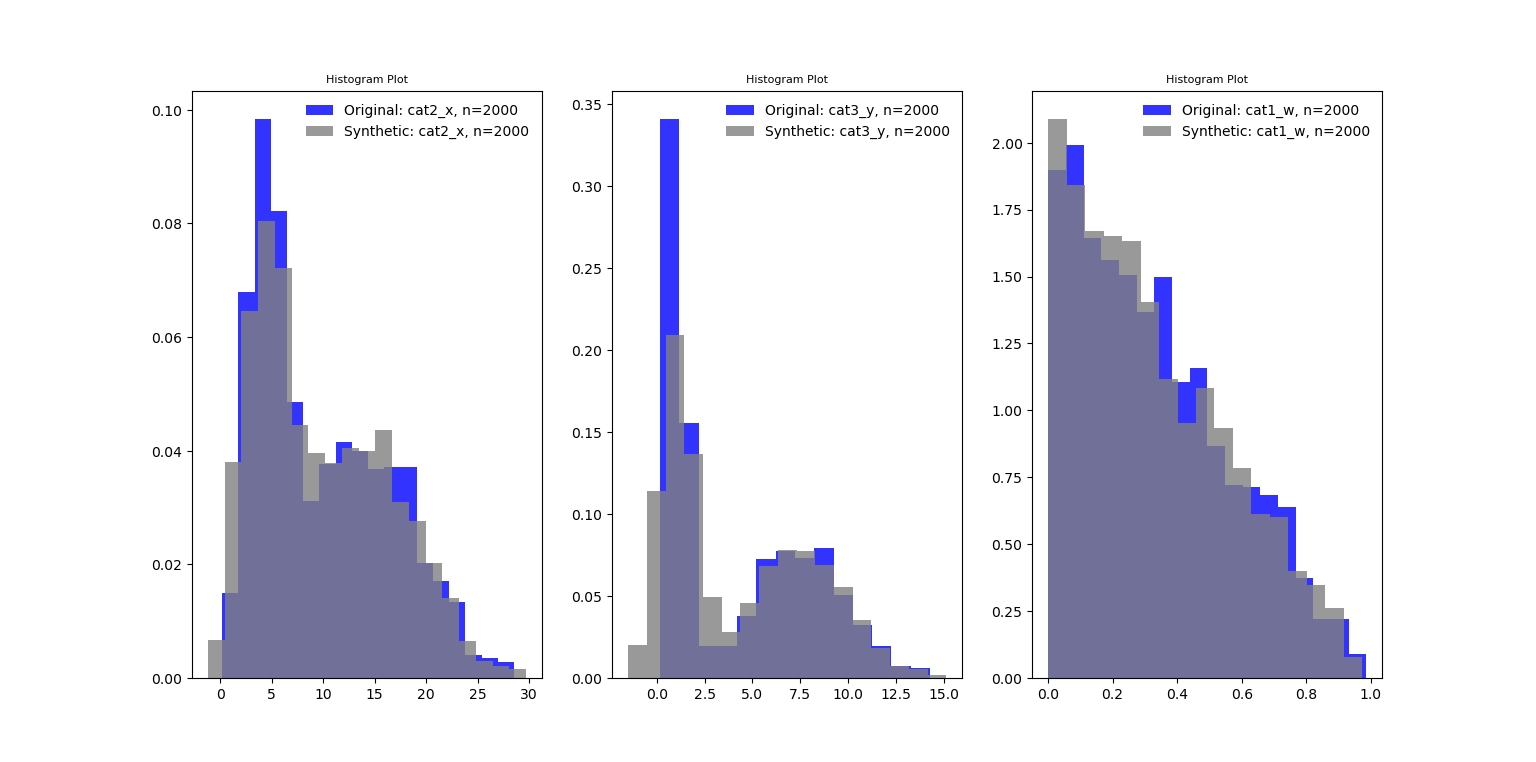 Histogram Plot
Original: cat2_x, n=2000
Synthetic: cat2_x, n=2000
0.10
0.08
0.06
0.04
0.02
0.00
0 5 10 15 20 25 30
Histogram Plot
Original: cat3_y, n=2000
Synthetic: cat3_y, n=2000
0.35
0.30
0.25
0.20
0.15
0.10
0.05
0.00
0.0 2.5 5.0 7.5 10.0 12.5 15.0
Histogram Plot
Original: cat1_w, n=2000
Synthetic: cat1_w, n=2000
2.00
1.75
1.50
1.25
1.00
0.75
0.50
0.25
0.00
0.0 0.2 0.4 0.6 0.8 1.0